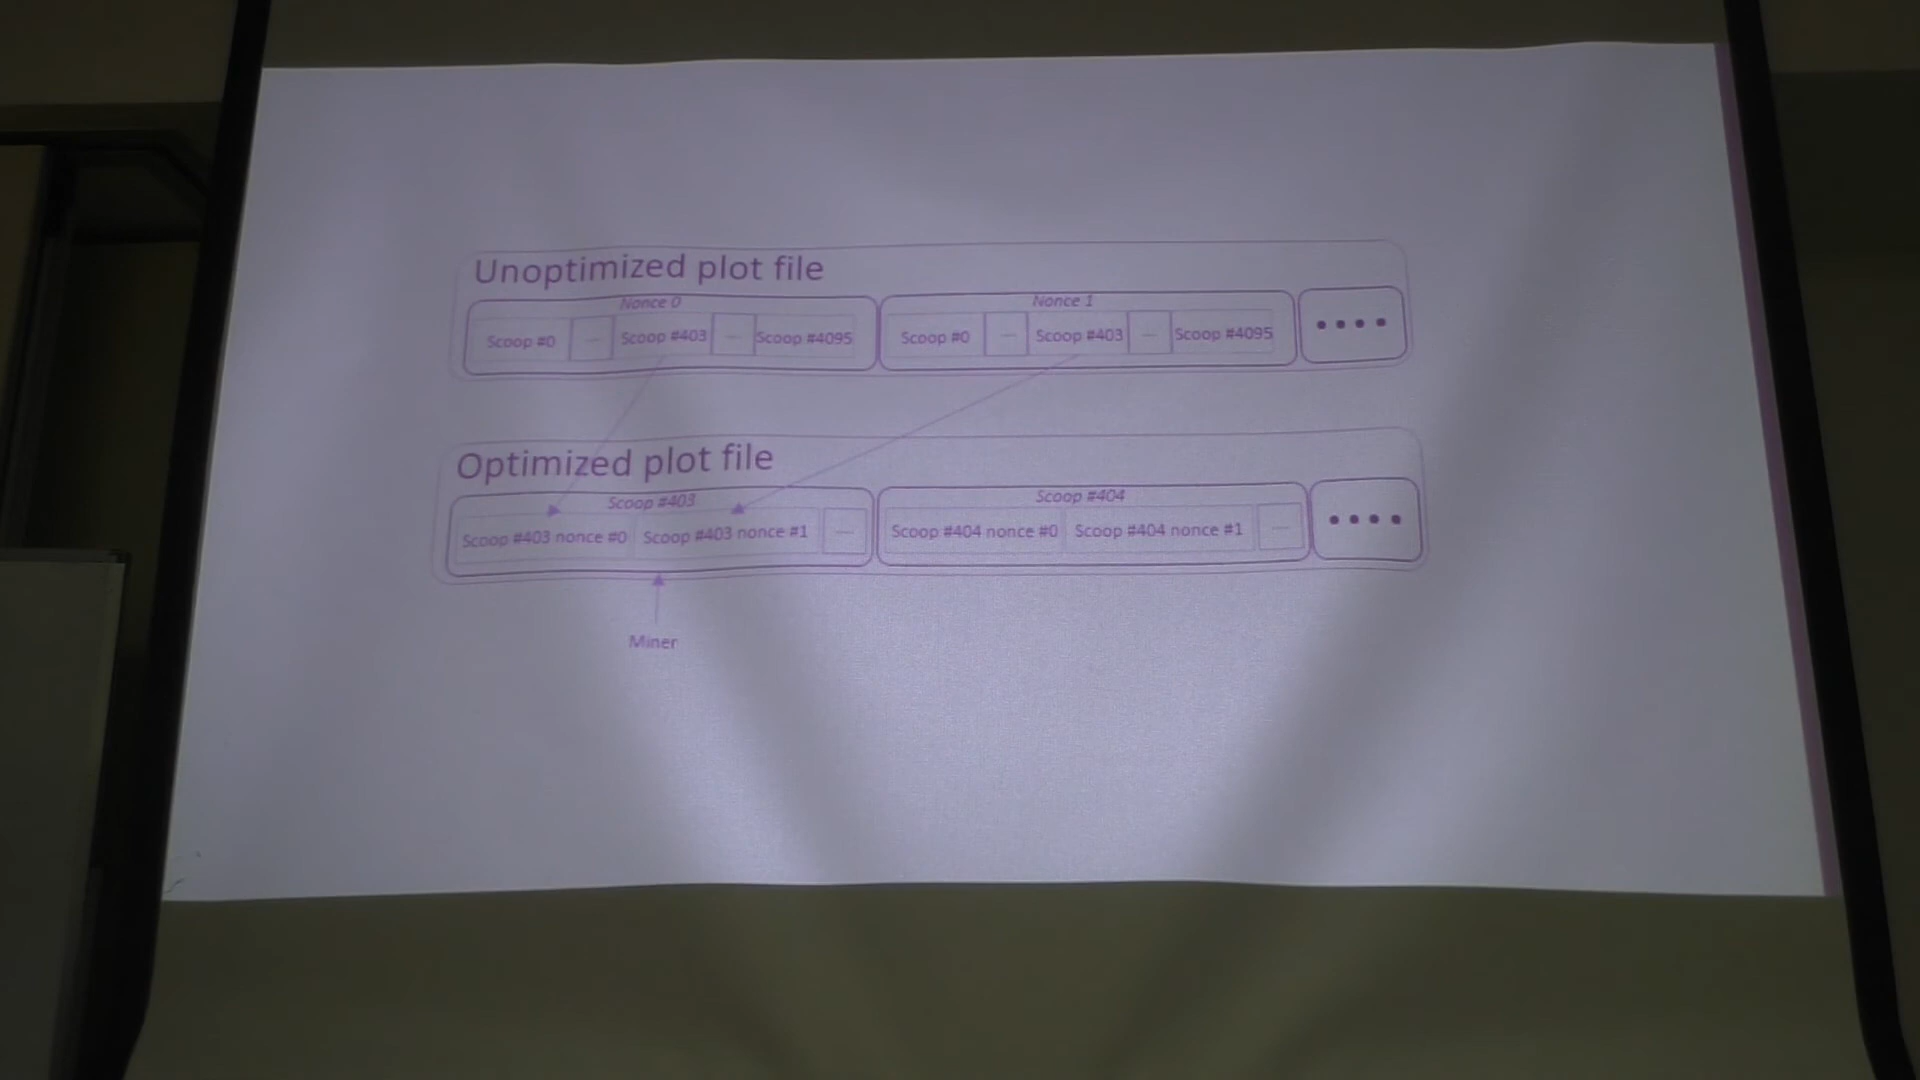 Unoptimized plot file
Nonce 0
Nonce 1
Scoop #0 ... Scoop #403 ... Scoop #4095
Scoop #0 ... Scoop #403 ... Scoop #4095
Optimized plot file
Scoop #403
Scoop #404
Scoop #403 nonce #0 Scoop #403 nonce #1 ...
Scoop #404 nonce #0 Scoop #404 nonce #1 ...
Miner